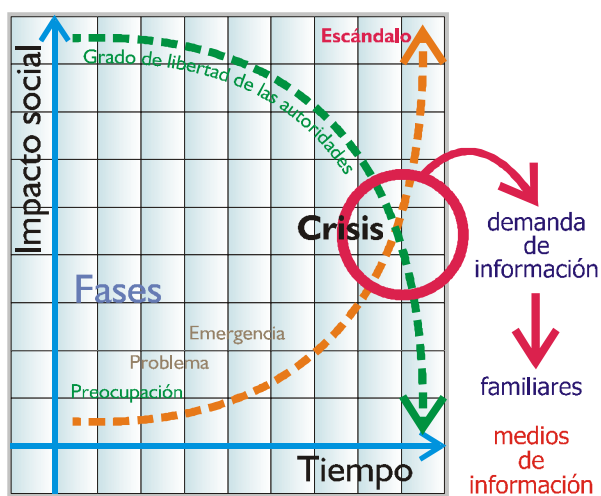 Escándalo
Grado de libertad de las autoridades
Impacto social
Crisis
demanda
de
información
Fases
Emergencia
Problema
Preocupación
familiares
medios
de
información
Tiempo